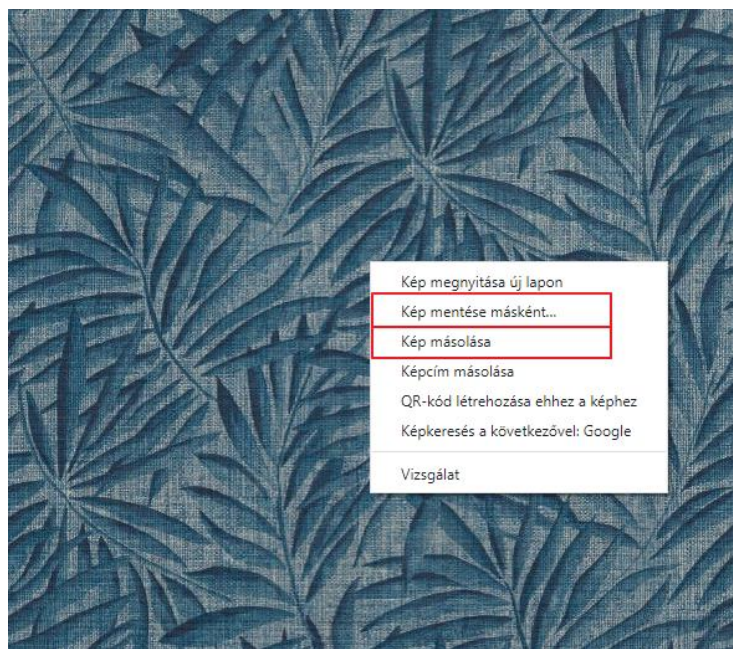 Kép megnyitása új lapon
Kép mentése másként...
Kép másolása
Képcím másolása
QR-kód létrehozása ehhez a képhez
Képkeresés a következővel: Google
Vizsgálat